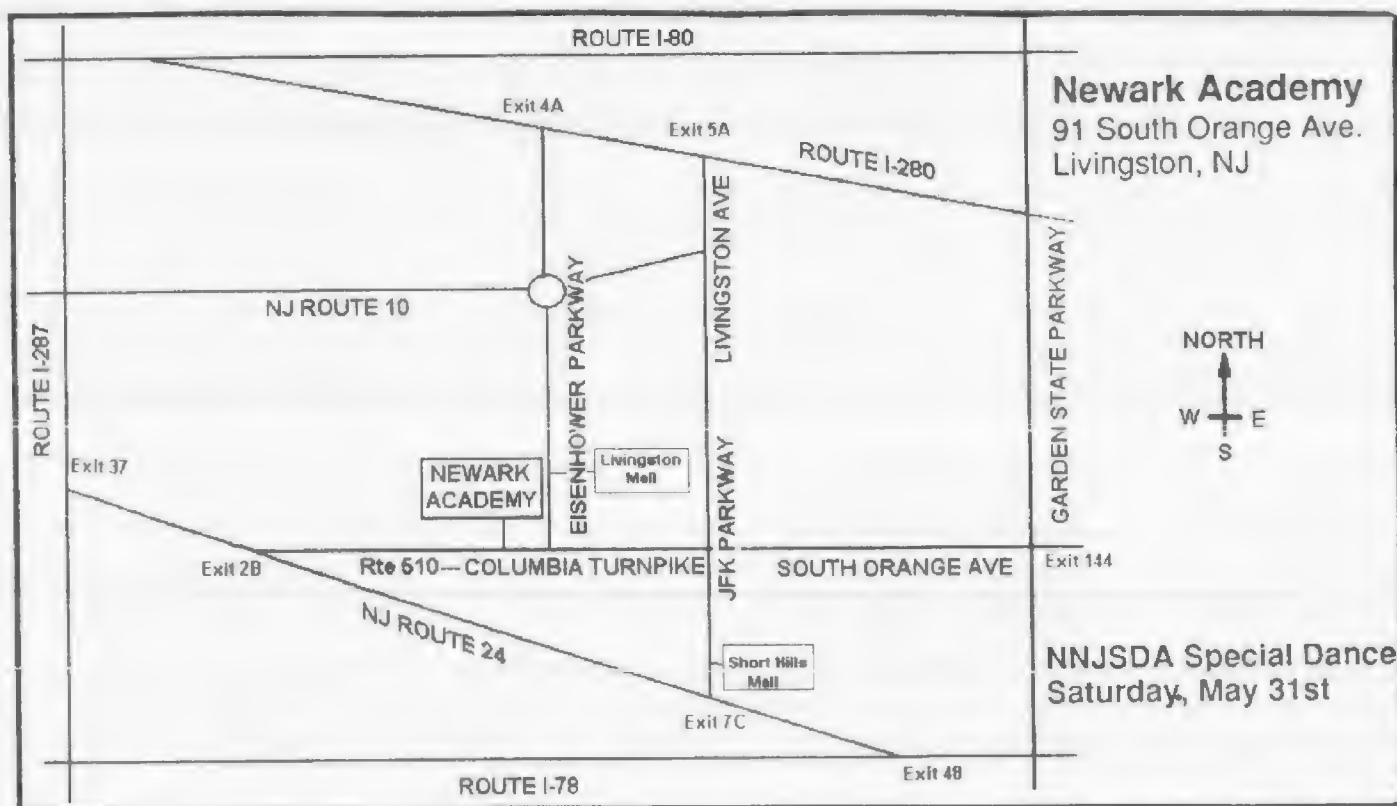 ROUTE I-80
Newark Academy
91 South Orange Ave.
Livingston, NJ
Exit 4A
Exit 5A
ROUTE I-280
LIVINGSTON AVE
EISENHOWER PARKWAY
NJ ROUTE 10
ROUTE I-287
GARDEN STATE PARKWAY
NORTH
W E
S
Exit 37
NEWARK
ACADEMY
Livingston
Mall
JFK PARKWAY
Exit 2B
Rte 510---COLUMBIA TURNPIKE
SOUTH ORANGE AVE
Exit 144
NJ ROUTE 24
Short Hills
Mall
NNJSDA Special Dance
Saturday, May 31st
Exit 7C
Exit 48
ROUTE I-78